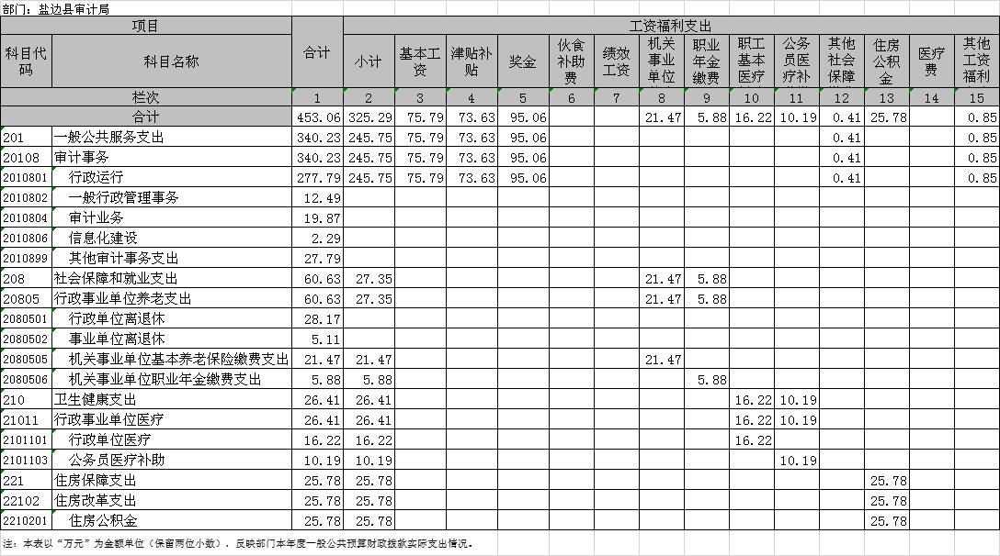 部门：盐边县审计局
项目 合计 工资福利支出
科目代码 科目名称 小计 基本工资 津贴补贴 奖金 伙食补助费 绩效工资 机关事业单位 职业年金缴费 职工基本医疗 公务员医疗补 其他社会保障 住房公积金 医疗费 其他工资福利
栏次 1 2 3 4 5 6 7 8 9 10 11 12 13 14 15
合计 453.06 325.29 75.79 73.63 95.06 21.47 5.88 16.22 10.19 0.41 25.78 0.85
201 一般公共服务支出 340.23 245.75 75.79 73.63 95.06 0.41 0.85
20108 审计事务 340.23 245.75 75.79 73.63 95.06 0.41 0.85
2010801 行政运行 277.79 245.75 75.79 73.63 95.06 0.41 0.85
2010802 一般行政管理事务 12.49
2010804 审计业务 19.87
2010806 信息化建设 2.29
2010899 其他审计事务支出 27.79
208 社会保障和就业支出 60.63 27.35 21.47 5.88
20805 行政事业单位养老支出 60.63 27.35 21.47 5.88
2080501 行政单位离退休 28.17
2080502 事业单位离退休 5.11
2080505 机关事业单位基本养老保险缴费支出 21.47 21.47 21.47
2080506 机关事业单位职业年金缴费支出 5.88 5.88 5.88
210 卫生健康支出 26.41 26.41 16.22 10.19
21011 行政事业单位医疗 26.41 26.41 16.22 10.19
2101101 行政单位医疗 16.22 16.22 16.22
2101103 公务员医疗补助 10.19 10.19 10.19
221 住房保障支出 25.78 25.78 25.78
22102 住房改革支出 25.78 25.78 25.78
2210201 住房公积金 25.78 25.78 25.78
注：本表以“万元”为金额单位（保留两位小数），反映部门本年度一般公共预算财政拨款实际支出情况。